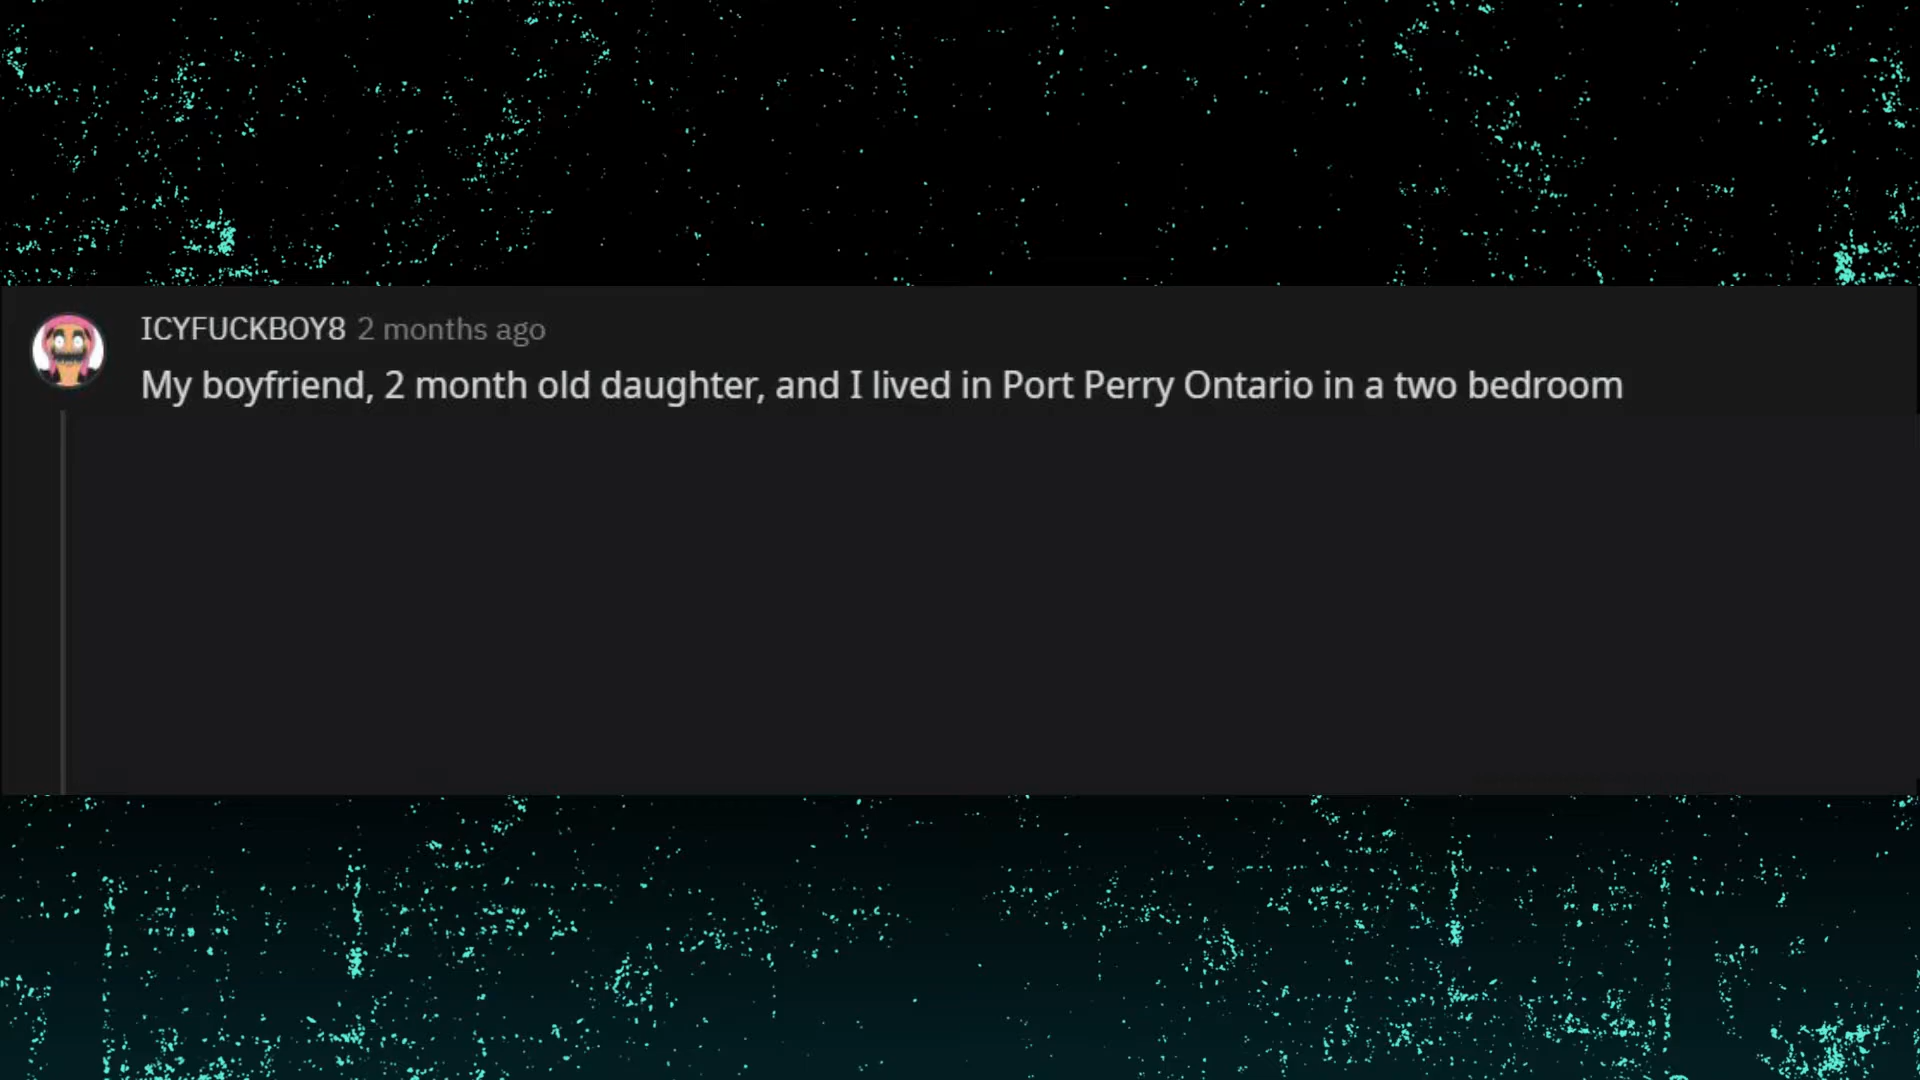 ICYFUCKBOY8 2 months ago
My boyfriend, 2 month old daughter, and I lived in Port Perry Ontario in a two bedroom